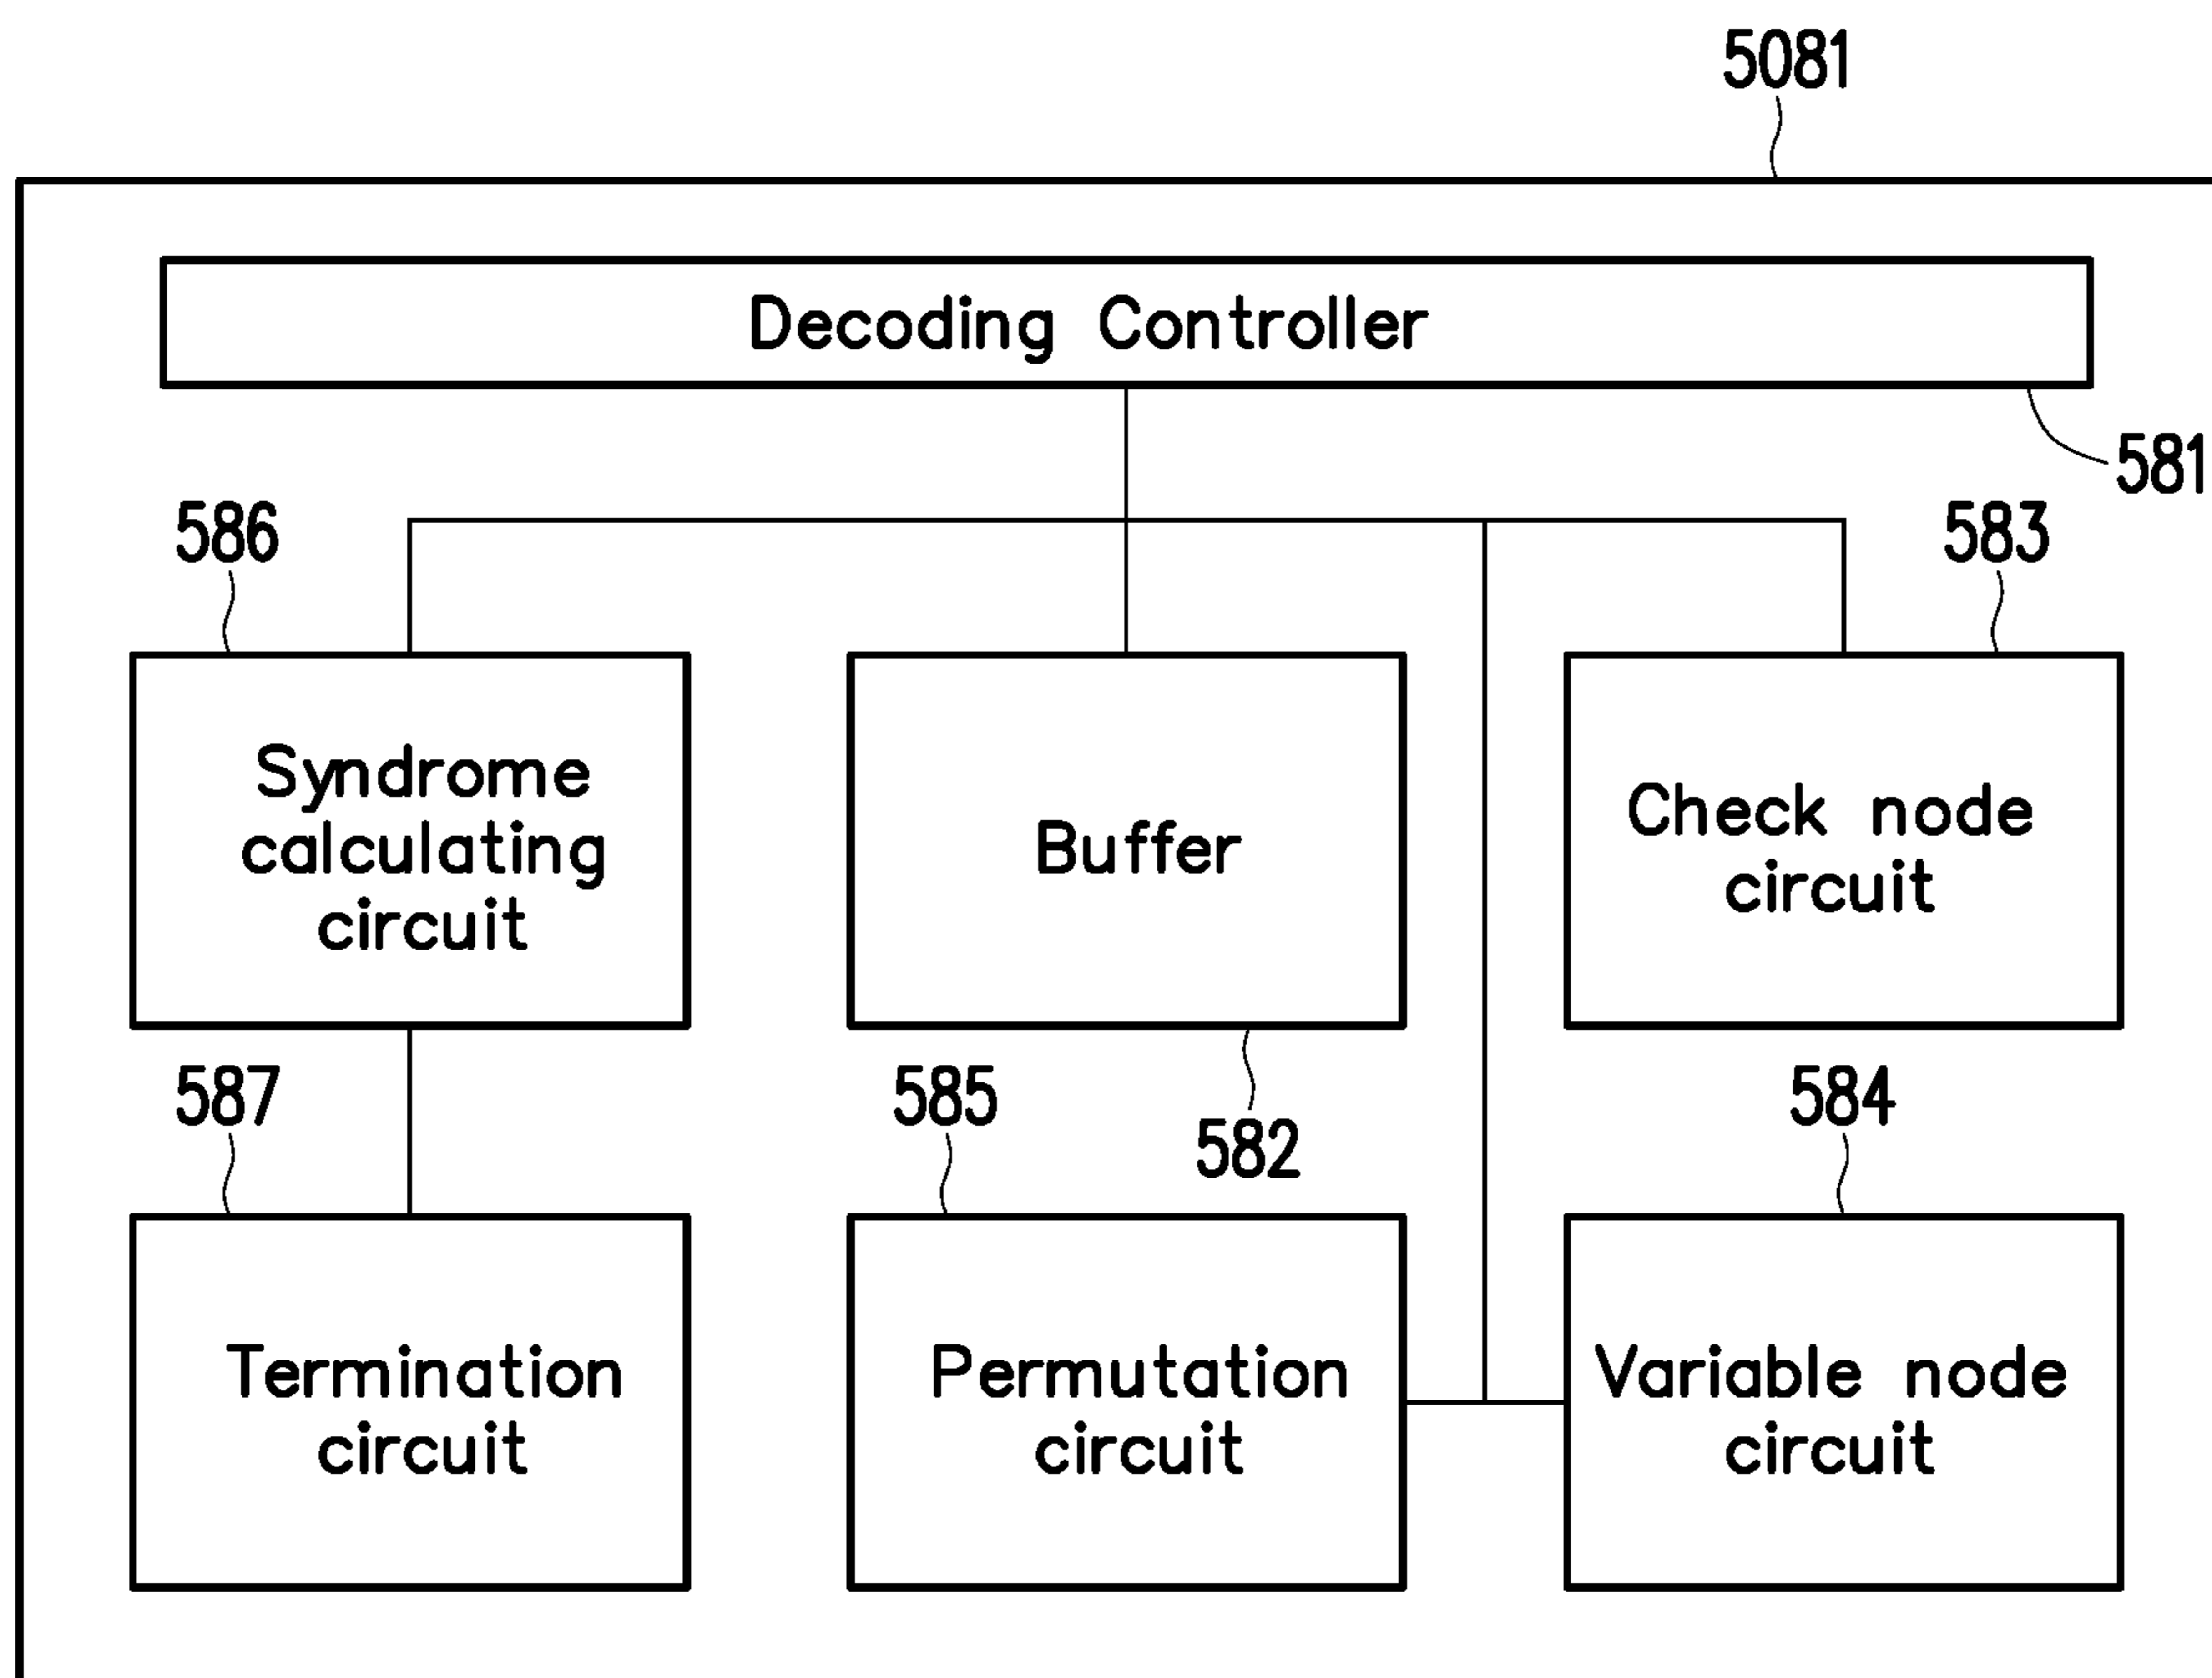 5081
Decoding Controller
581
586
583
Syndrome
calculating
circuit
Buffer
Check node
circuit
587
585
582
584
Termination
circuit
Permutation
circuit
Variable node
circuit